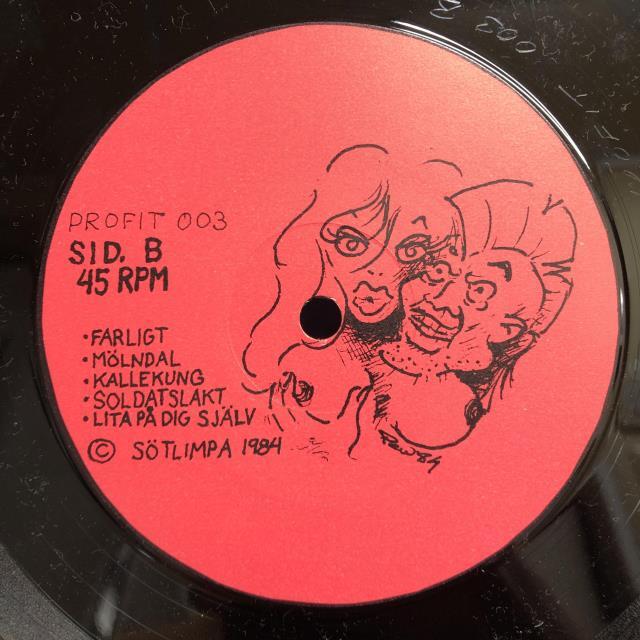 PROFIT 003
SID. B
45 RPM
•FARLIGT
•MÖLNDAL
•KALLEKUNG
•SOLDATSLAKT
•LITA PÅ DIG SJÄLV
© SÖTLIMPA 1984